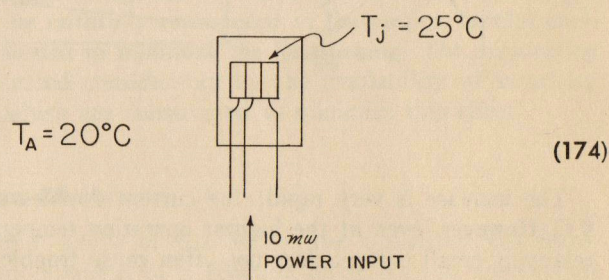 Tj = 25°C
TA = 20°C
(174)
10 mw
POWER INPUT